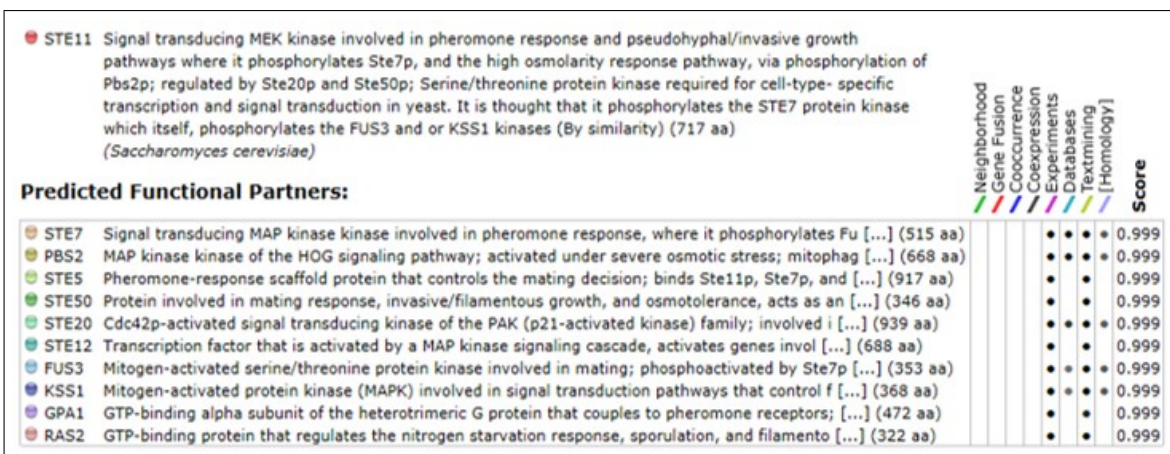 STE11 Signal transducing MEK kinase involved in pheromone response and pseudohyphal/invasive growth
pathways where it phosphorylates Ste7p, and the high osmolarity response pathway, via phosphorylation of
Pbs2p; regulated by Ste20p and Ste50p; Serine/threonine protein kinase required for cell-type- specific
transcription and signal transduction in yeast. It is thought that it phosphorylates the STE7 protein kinase
which itself, phosphorylates the FUS3 and or KSS1 kinases (By similarity) (717 aa)
(Saccharomyces cerevisiae)
Neighborhood
Gene Fusion
Cooccurrence
Coexpression
Experiments
Databases
Textmining
[Homology]
Score
Predicted Functional Partners:
STE7 Signal transducing MAP kinase kinase involved in pheromone response, where it phosphorylates Fu [...] (515 aa) 0.999
PBS2 MAP kinase kinase of the HOG signaling pathway; activated under severe osmotic stress; mitophag [...] (668 aa) 0.999
STE5 Pheromone-response scaffold protein that controls the mating decision; binds Ste11p, Ste7p, and [...] (917 aa) 0.999
STE50 Protein involved in mating response, invasive/filamentous growth, and osmotolerance, acts as an [...] (346 aa) 0.999
STE20 Cdc42p-activated signal transducing kinase of the PAK (p21-activated kinase) family; involved i [...] (939 aa) 0.999
STE12 Transcription factor that is activated by a MAP kinase signaling cascade, activates genes invol [...] (688 aa) 0.999
FUS3 Mitogen-activated serine/threonine protein kinase involved in mating; phosphoactivated by Ste7p [...] (353 aa) 0.999
KSS1 Mitogen-activated protein kinase (MAPK) involved in signal transduction pathways that control f [...] (368 aa) 0.999
GPA1 GTP-binding alpha subunit of the heterotrimeric G protein that couples to pheromone receptors; [...] (472 aa) 0.999
RAS2 GTP-binding protein that regulates the nitrogen starvation response, sporulation, and filamento [...] (322 aa) 0.999